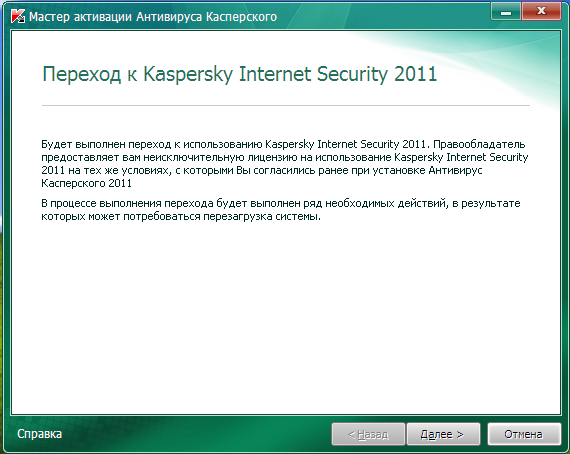 Мастер активации Антивируса Касперского
Переход к Kaspersky Internet Security 2011
Будет выполнен переход к использованию Kaspersky Internet Security 2011. Правообладатель
предоставляет вам неисключительную лицензию на использование Kaspersky Internet Security
2011 на тех же условиях, с которыми Вы согласились ранее при установке Антивирус
Касперского 2011
В процессе выполнения перехода будет выполнен ряд необходимых действий, в результате
которых может потребоваться перезагрузка системы.
Справка
< Назад
Далее >
Отмена